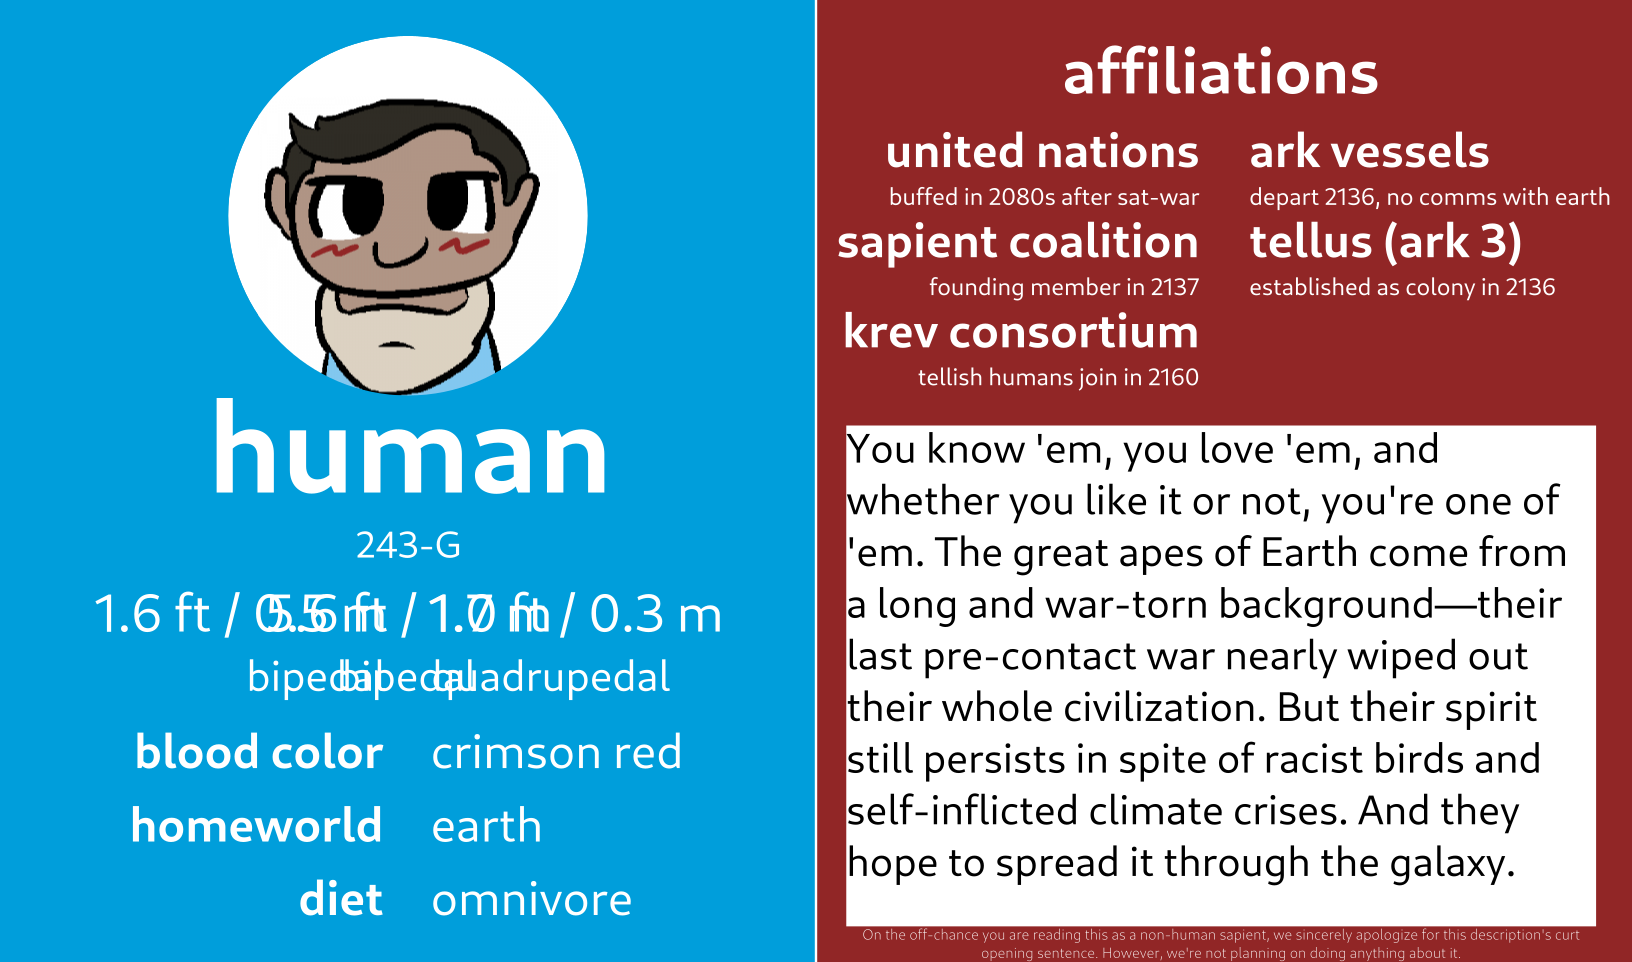 human
243-G
1.6 ft / 0.5 m
5.6 ft / 1.7 m
1.0 ft / 0.3 m
bipedal
bipedal
quadrupedal
blood color crimson red
homeworld earth
diet omnivore
affiliations
united nations
buffed in 2080s after sat-war
sapient coalition
founding member in 2137
krev consortium
tellish humans join in 2160
ark vessels
depart 2136, no comms with earth
tellus (ark 3)
established as colony in 2136
You know 'em, you love 'em, and
whether you like it or not, you're one of
'em. The great apes of Earth come from
a long and war-torn background—their
last pre-contact war nearly wiped out
their whole civilization. But their spirit
still persists in spite of racist birds and
self-inflicted climate crises. And they
hope to spread it through the galaxy.
On the off-chance you are reading this as a non-human sapient, we sincerely apologize for this description's curt
opening sentence. However, we're not planning on doing anything about it.